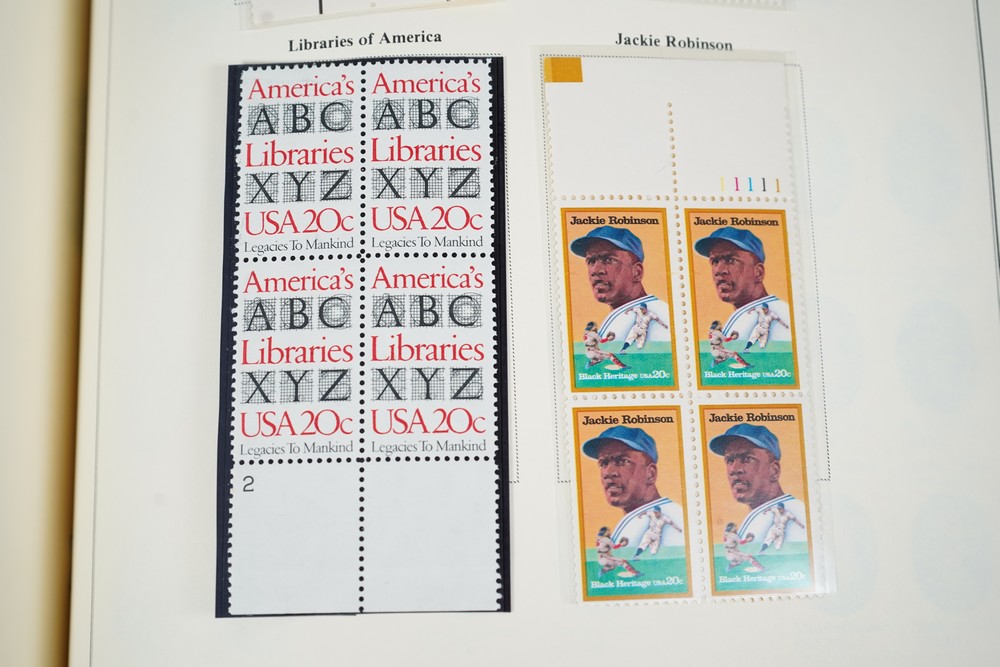 Libraries of America
America's
ABC
Libraries
XYZ
USA 20c
Legacies To Mankind
America's
ABC
Libraries
XYZ
USA 20c
Legacies To Mankind
America's
ABC
Libraries
XYZ
USA 20c
Legacies To Mankind
America's
ABC
Libraries
XYZ
USA 20c
Legacies To Mankind
2
Jackie Robinson
11111
Jackie Robinson
Black Heritage USA 20c
Jackie Robinson
Black Heritage USA 20c
Jackie Robinson
Black Heritage USA 20c
Jackie Robinson
Black Heritage USA 20c